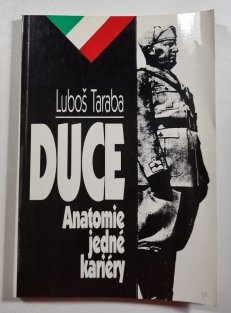 Luboš Taraba
DUCE
Anatomie
jedné
kariéry